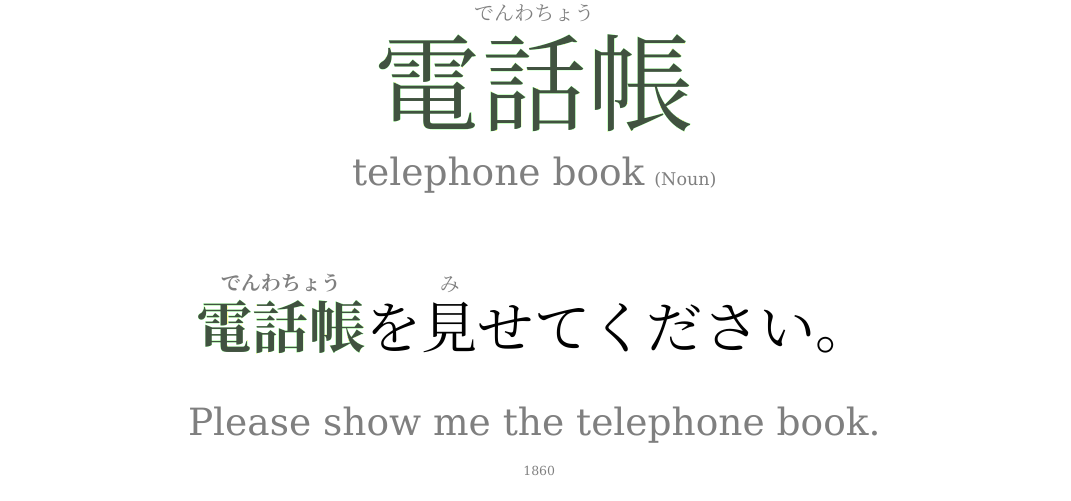 でんわちょう
電話帳
telephone book (Noun)
でんわちょう み
電話帳を見せてください。
Please show me the telephone book.
1860